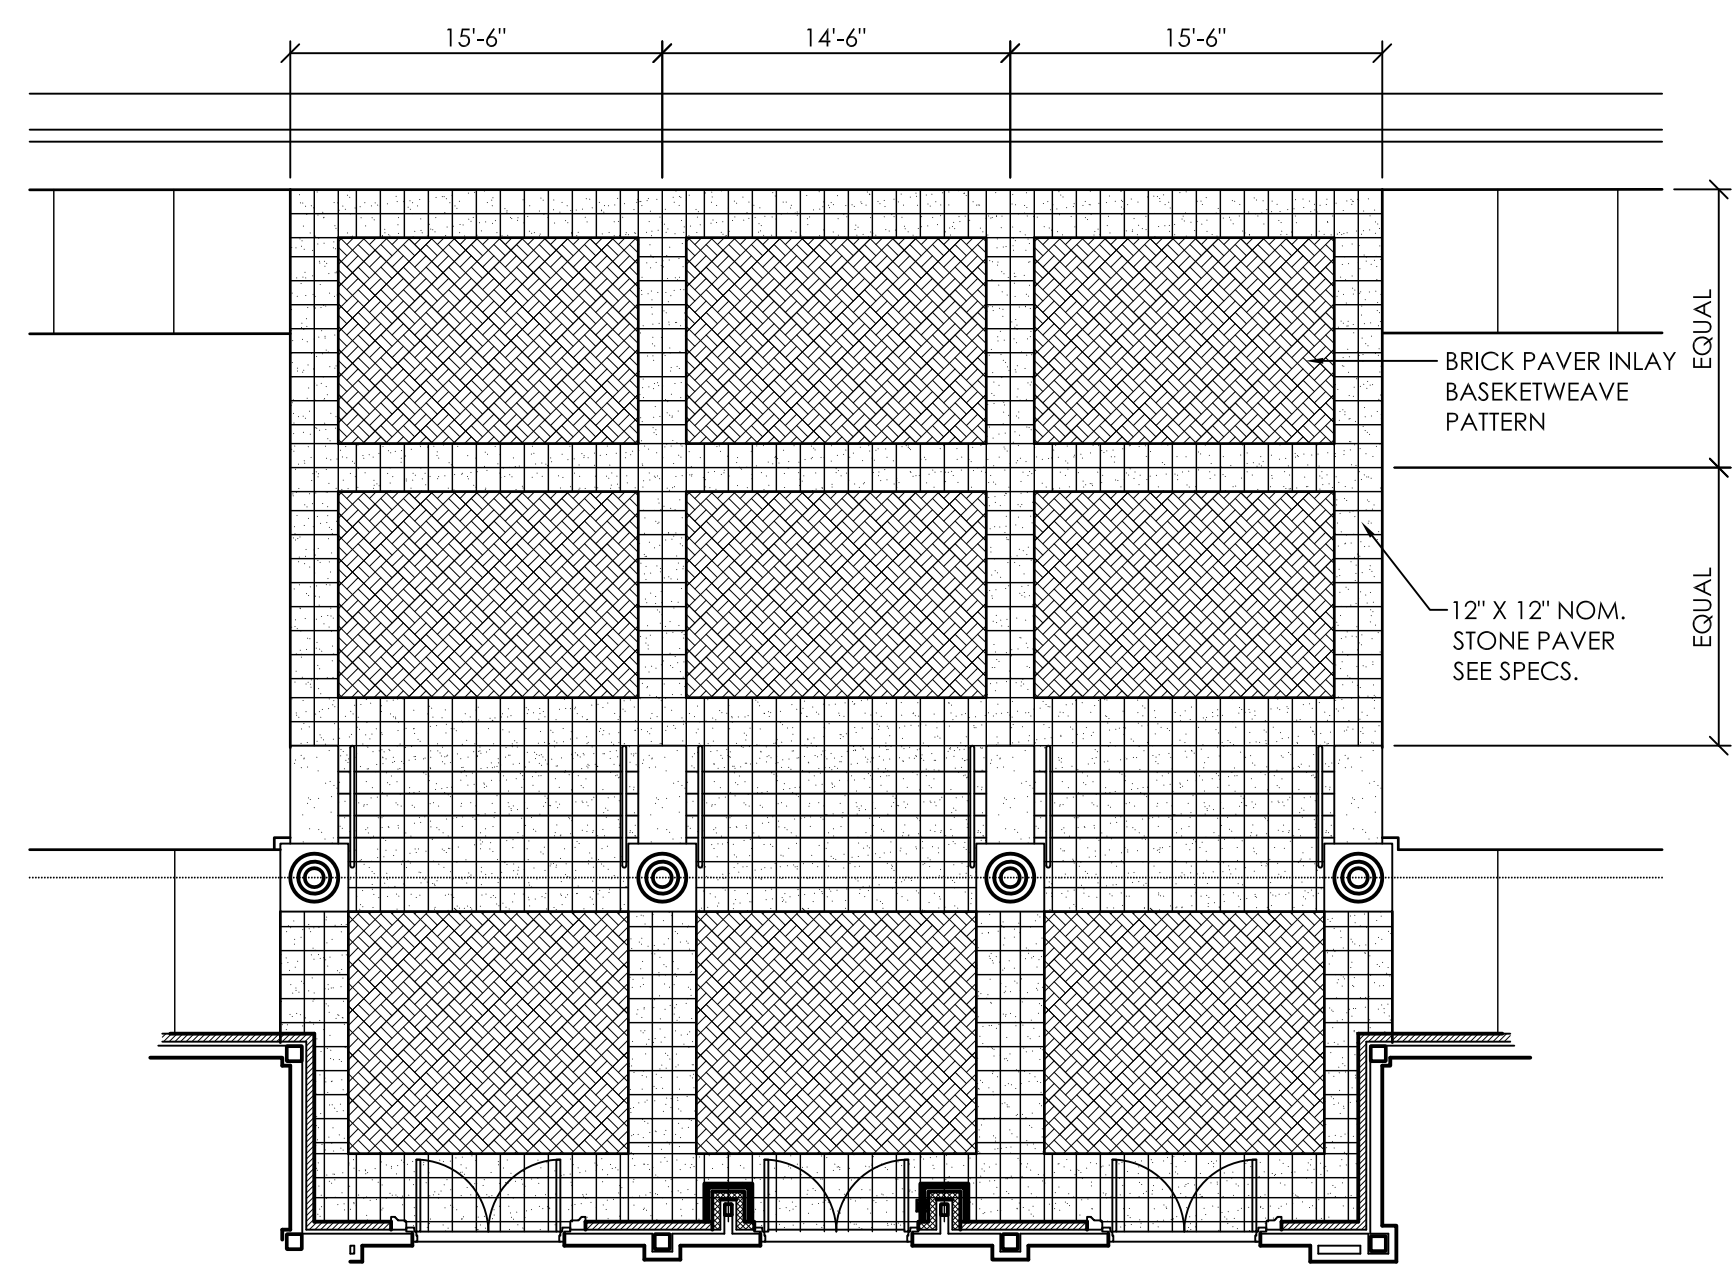 15'-6"
14'-6"
15'-6"
EQUAL
BRICK PAVER INLAY
BASEKETWEAVE
PATTERN
EQUAL
12" X 12" NOM.
STONE PAVER
SEE SPECS.